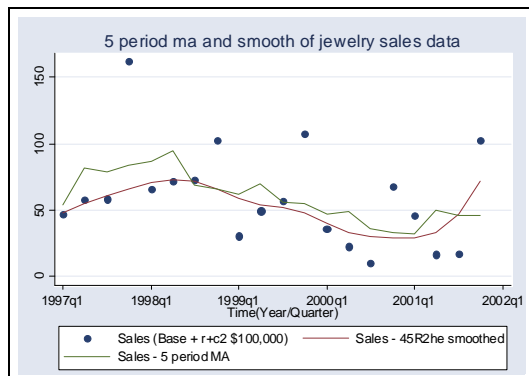 5 period ma and smooth of jewelry sales data
150
100
50
0
1997q1 1998q1 1999q1 2000q1 2001q1 2002q1
Time(Year/Quarter)
Sales (Base + r+c2 $100,000) Sales - 45R2he smoothed
Sales - 5 period MA